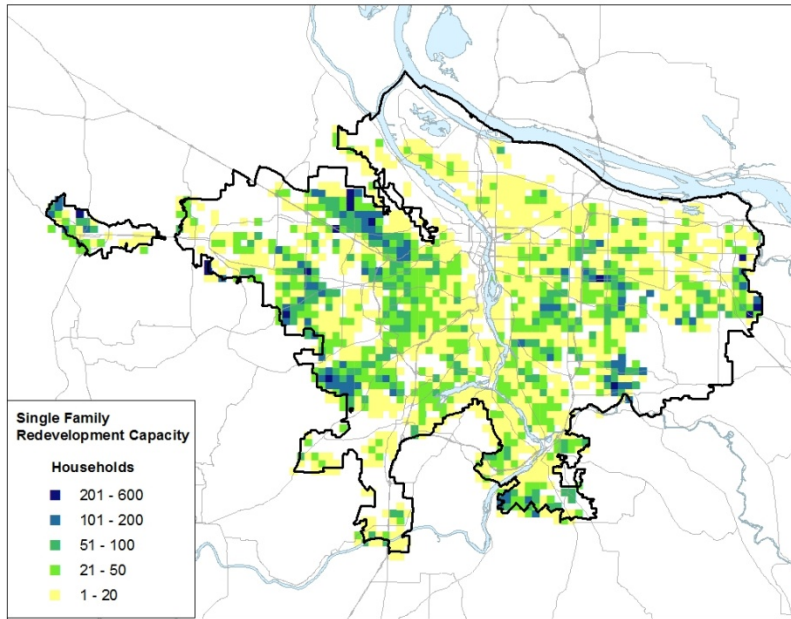 Single Family
Redevelopment Capacity
Households
201 - 600
101 - 200
51 - 100
21 - 50
1 - 20